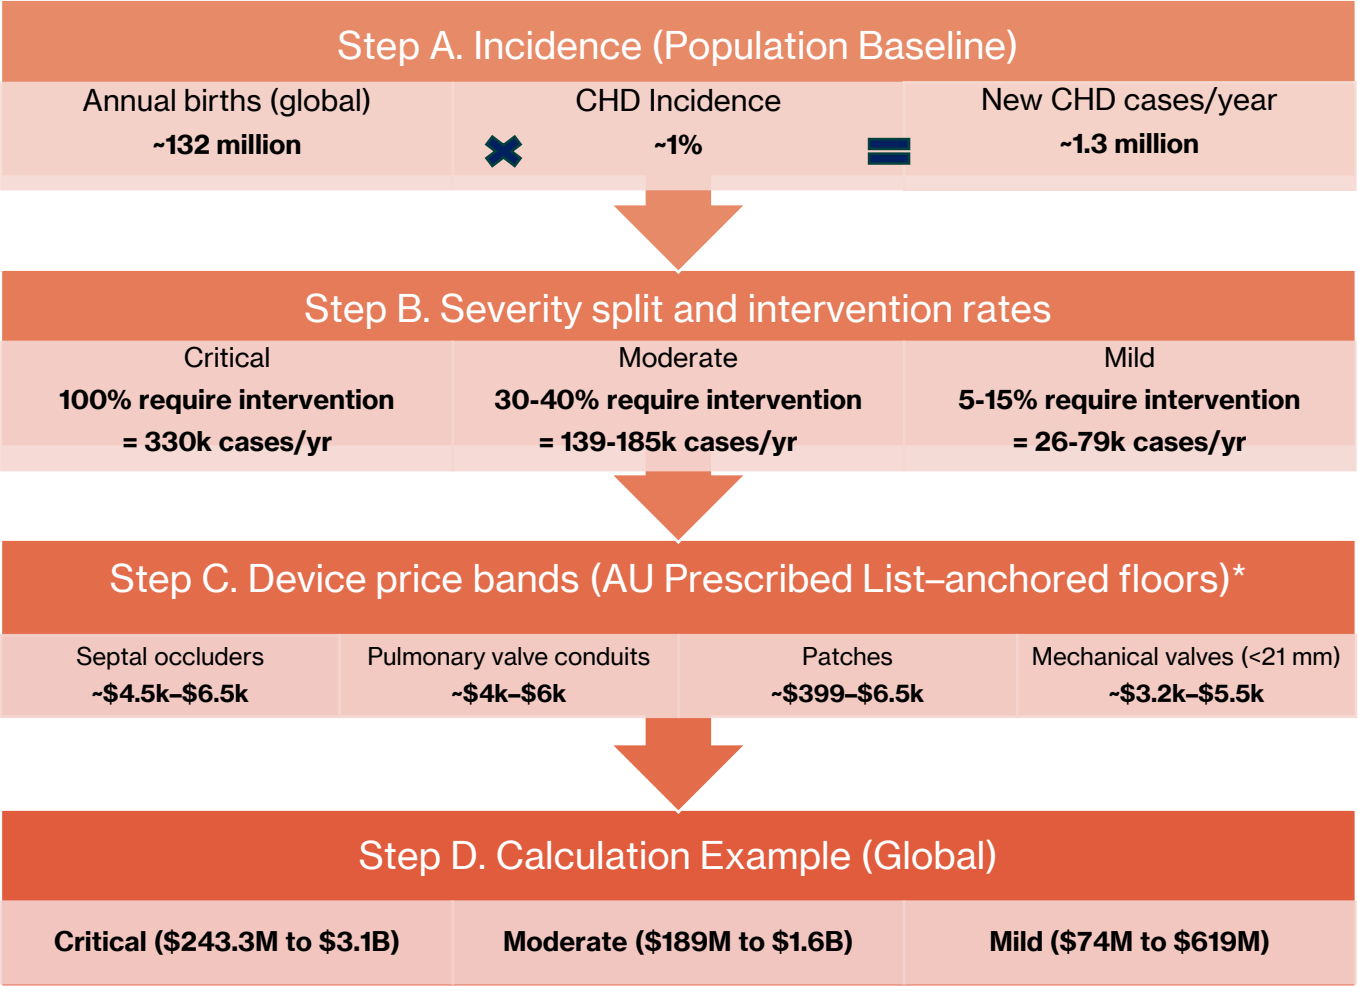 Step A. Incidence (Population Baseline)
Annual births (global)
~132 million
CHD Incidence
~1%
New CHD cases/year
~1.3 million
Step B. Severity split and intervention rates
Critical
100% require intervention
= 330k cases/yr
Moderate
30-40% require intervention
= 139-185k cases/yr
Mild
5-15% require intervention
= 26-79k cases/yr
Step C. Device price bands (AU Prescribed List–anchored floors)*
Septal occluders
~$4.5k–$6.5k
Pulmonary valve conduits
~$4k–$6k
Patches
~$399–$6.5k
Mechanical valves (<21 mm)
~$3.2k–$5.5k
Step D. Calculation Example (Global)
Critical ($243.3M to $3.1B)
Moderate ($189M to $1.6B)
Mild ($74M to $619M)